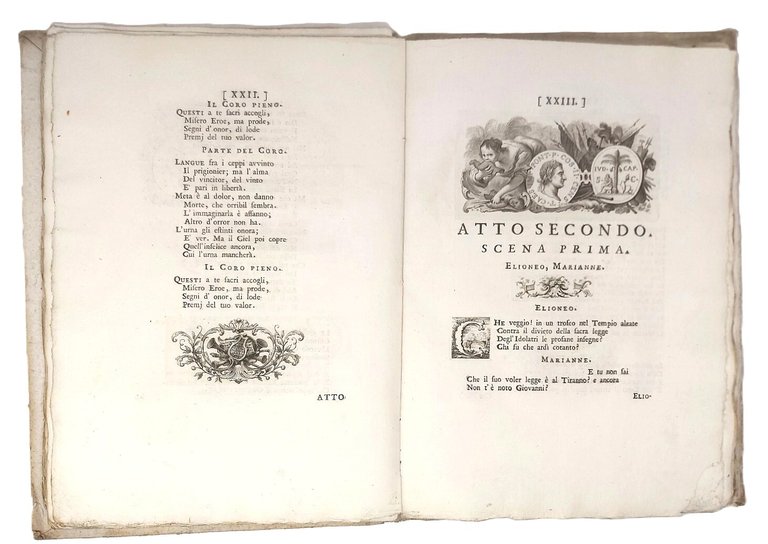 [ XXII. ]
IL CORO PIENO.
QUESTI a te sacri accogli,
Misero Eroe, ma prode,
Segni d'onor, di lode
Premj del tuo valor.
PARTE DEL CORO.
LANGUE fra i ceppi avvinto
Il prigionier; ma l'alma
Del vincitor, del vinto
E' pari in libertà.
Meta è al dolor, non danno
Morte, che orribil sembra.
L'immaginarla è affanno;
Altro d'orror non ha.
L'urna gli estinti onora;
E' ver. Ma il Ciel poi copre
Quell'infelice ancora,
Cui l'urna mancherà.
IL CORO PIENO.
QUESTI a te sacri accogli,
Misero Eroe, ma prode,
Segni d'onor, di lode
Premj del tuo valor.
ATTO
[ XXIII. ]
IVD. CAP.
S. C.
ATTO SECONDO.
SCENA PRIMA.
ELIONEO, MARIANNE.
ELIONEO.
CHE veggio! in un trofeo nel Tempio alzate
Contra il divieto della sacra legge
Degl'Idolatri le profane insegne?
Chi fu che ardì cotanto?
MARIANNE.
E tu non sai
Che il suo voler legge è al Tiranno? e ancora
Non t'è noto Giovanni?
ELIO-